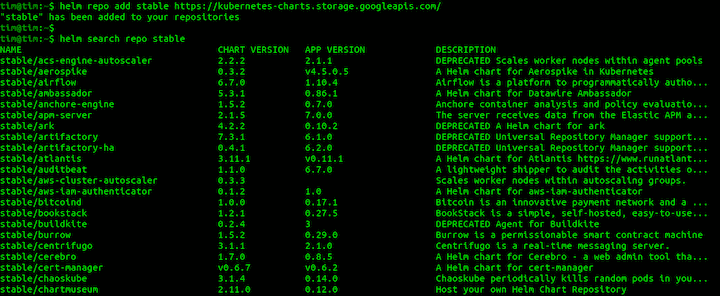 tim@tim:~$ helm repo add stable https://kubernetes-charts.storage.googleapis.com/
"stable" has been added to your repositories
tim@tim:~$
tim@tim:~$ helm search repo stable
NAME CHART VERSION APP VERSION DESCRIPTION
stable/acs-engine-autoscaler 2.2.2 2.1.1 DEPRECATED Scales worker nodes within agent pools
stable/aerospike 0.3.2 v4.5.0.5 A Helm chart for Aerospike in Kubernetes
stable/airflow 6.7.0 1.10.4 Airflow is a platform to programmatically autho...
stable/ambassador 5.3.1 0.86.1 A Helm chart for Datawire Ambassador
stable/anchore-engine 1.5.2 0.7.0 Anchore container analysis and policy evaluatio...
stable/apm-server 2.1.5 7.0.0 The server receives data from the Elastic APM a...
stable/ark 4.2.2 0.10.2 DEPRECATED A Helm chart for ark
stable/artifactory 7.3.1 6.1.0 DEPRECATED Universal Repository Manager support...
stable/artifactory-ha 0.4.1 6.2.0 DEPRECATED Universal Repository Manager support...
stable/atlantis 3.11.1 v0.11.1 A Helm chart for Atlantis https://www.runatlant...
stable/auditbeat 1.1.0 6.7.0 A lightweight shipper to audit the activities o...
stable/aws-cluster-autoscaler 0.3.3 Scales worker nodes within autoscaling groups.
stable/aws-iam-authenticator 0.1.2 1.0 A Helm chart for aws-iam-authenticator
stable/bitcoind 1.0.0 0.17.1 Bitcoin is an innovative payment network and a ...
stable/bookstack 1.2.1 0.27.5 BookStack is a simple, self-hosted, easy-to-use...
stable/buildkite 0.2.4 3 DEPRECATED Agent for Buildkite
stable/burrow 1.5.2 0.29.0 Burrow is a permissionable smart contract machine
stable/centrifugo 3.1.1 2.1.0 Centrifugo is a real-time messaging server.
stable/cerebro 1.7.0 0.8.5 A Helm chart for Cerebro - a web admin tool tha...
stable/cert-manager v0.6.7 v0.6.2 A Helm chart for cert-manager
stable/chaoskube 3.1.4 0.14.0 Chaoskube periodically kills random pods in you...
stable/chartmuseum 2.11.0 0.12.0 Host your own Helm Chart Repository